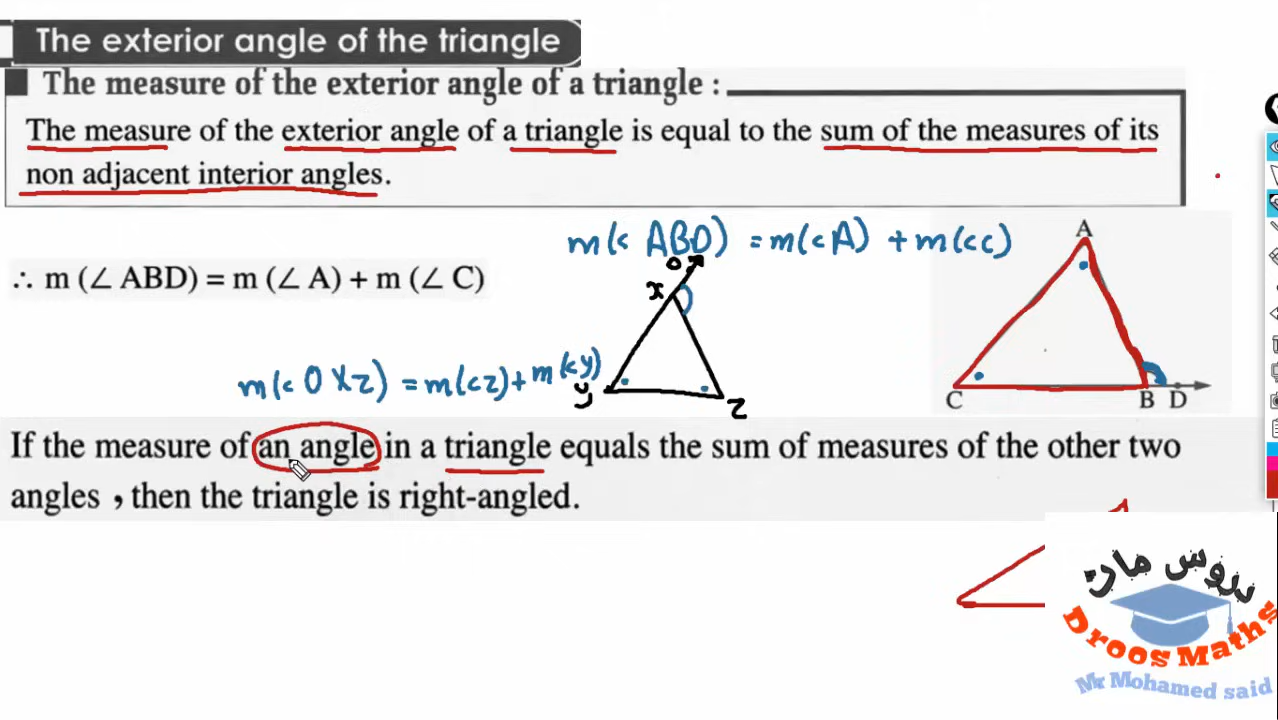 The exterior angle of the triangle
The measure of the exterior angle of a triangle :
The measure of the exterior angle of a triangle is equal to the sum of the measures of its
non adjacent interior angles.
m(< ABD) = m(<A) + m(<C)
∴ m (∠ ABD) = m (∠ A) + m (∠ C)
O
X
A
m(< OXZ) = m(<Z) + m(<y)
y
Z
C
B
D
If the measure of an angle in a triangle equals the sum of measures of the other two
angles , then the triangle is right-angled.
دروس ماث
Droos Maths
Mr Mohamed said